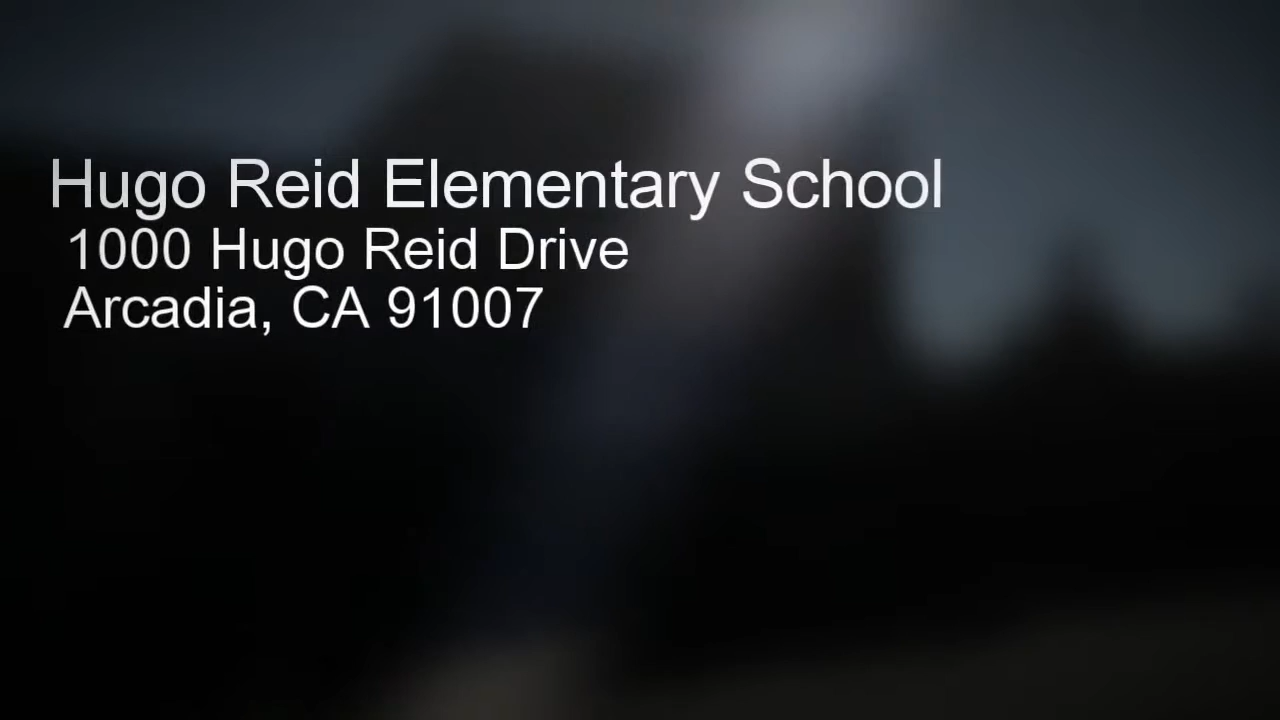 Hugo Reid Elementary School
1000 Hugo Reid Drive
Arcadia, CA 91007